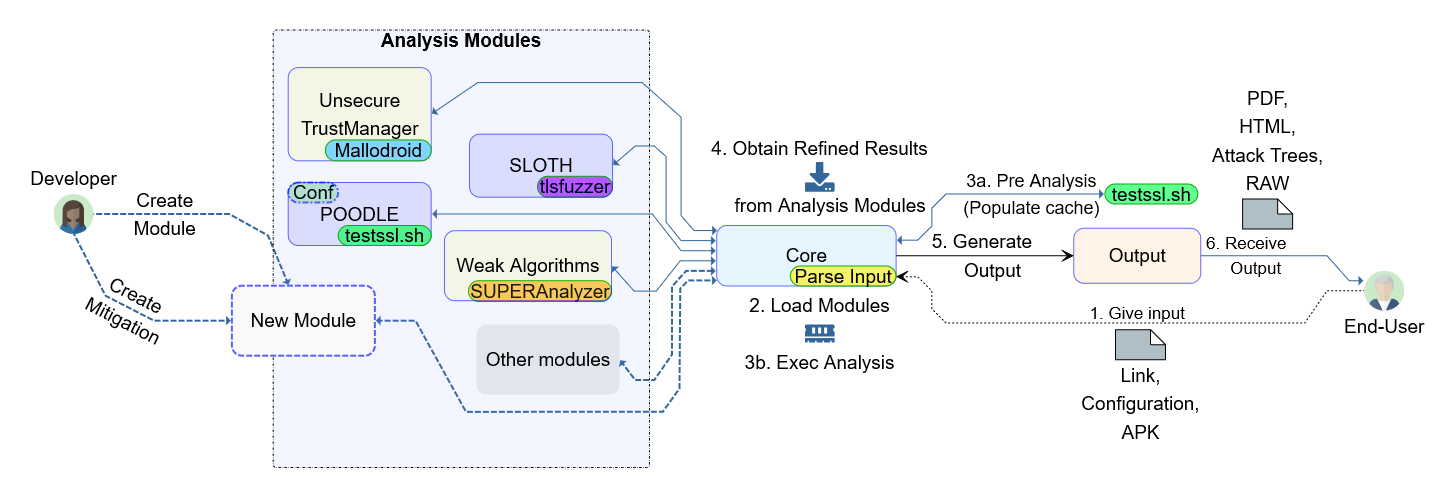 Analysis Modules
Unsecure
TrustManager
Mallodroid
SLOTH
tlsfuzzer
Conf
POODLE
testssl.sh
Weak Algorithms
SUPERAnalyzer
Other modules
Developer
Create
Module
Create
Mitigation
New Module
4. Obtain Refined Results
from Analysis Modules
Core
Parse Input
2. Load Modules
3b. Exec Analysis
3a. Pre Analysis
(Populate cache)
testssl.sh
5. Generate
Output
Output
PDF,
HTML,
Attack Trees,
RAW
6. Receive
Output
End-User
1. Give input
Link,
Configuration,
APK